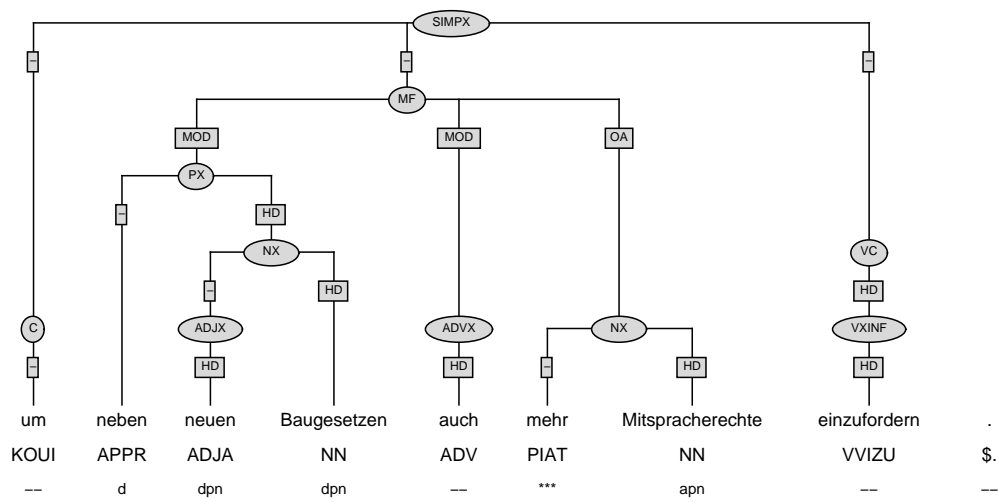 SIMPX
– – –
MF
MOD MOD OA
PX
– HD
NX VC
– HD HD
C ADJX ADVX NX VXINF
– HD HD – HD HD
um neben neuen Baugesetzen auch mehr Mitspracherechte einzufordern .
KOUI APPR ADJA NN ADV PIAT NN VVIZU $.
–– d dpn dpn –– *** apn –– ––